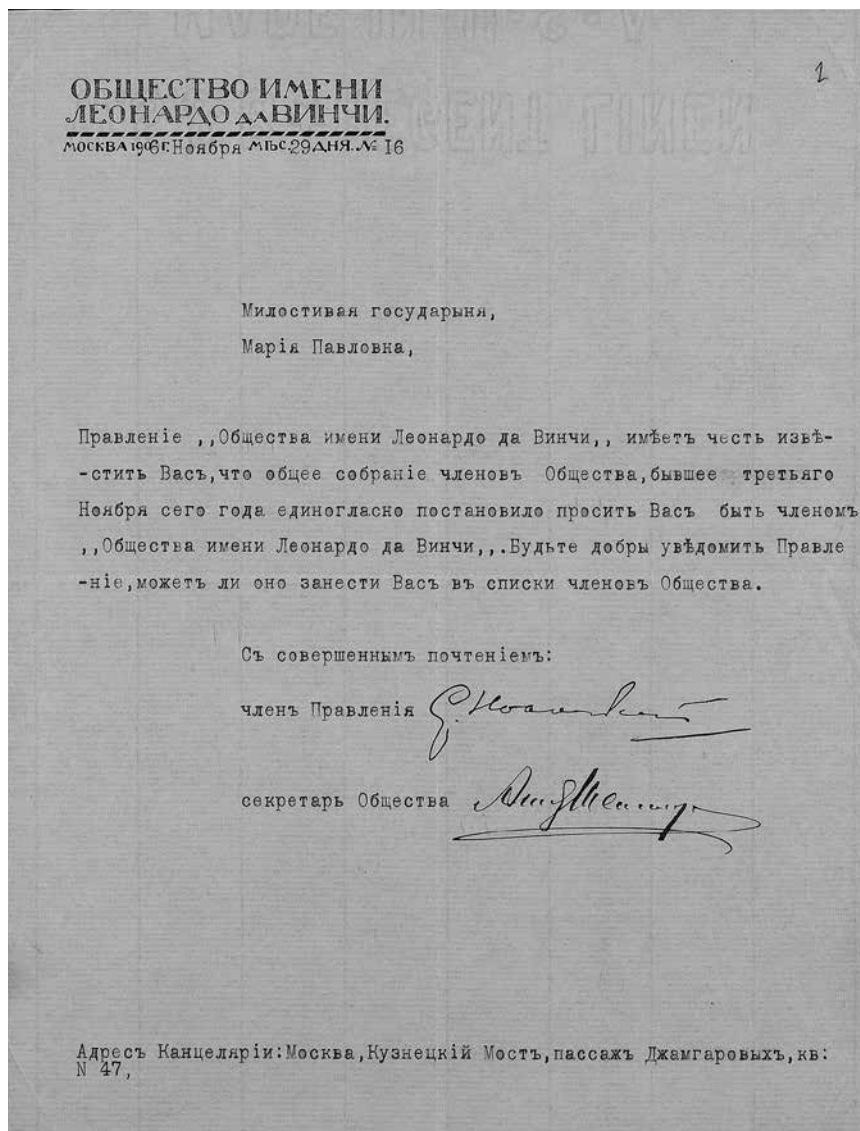 1
ОБЩЕСТВО ИМЕНИ
ЛЕОНАРДО ДА ВИНЧИ.
МОСКВА 1906 Г. Ноября МѢС. 29 ДНЯ. № I6
Милостивая государыня,
Марія Павловна,
Правленіе ,,Общества имени Леонардо да Винчи,, имѣетъ честь извѣ-
-стить Васъ,что общее собраніе членовъ Общества,бывшее третьяго
Ноября сего года единогласно постановило просить Васъ быть членомъ
,,Общества имени Леонардо да Винчи,,.Будьте добры увѣдомить Правле
-ніе,можетъ ли оно занести Васъ въ списки членовъ Общества.
Съ совершеннымъ почтеніемъ:
членъ Правленія
секретарь Общества
Адресъ Канцеляріи:Москва,Кузнецкій Мостъ,пассажъ Джамгаровыхъ,кв:
N 47,